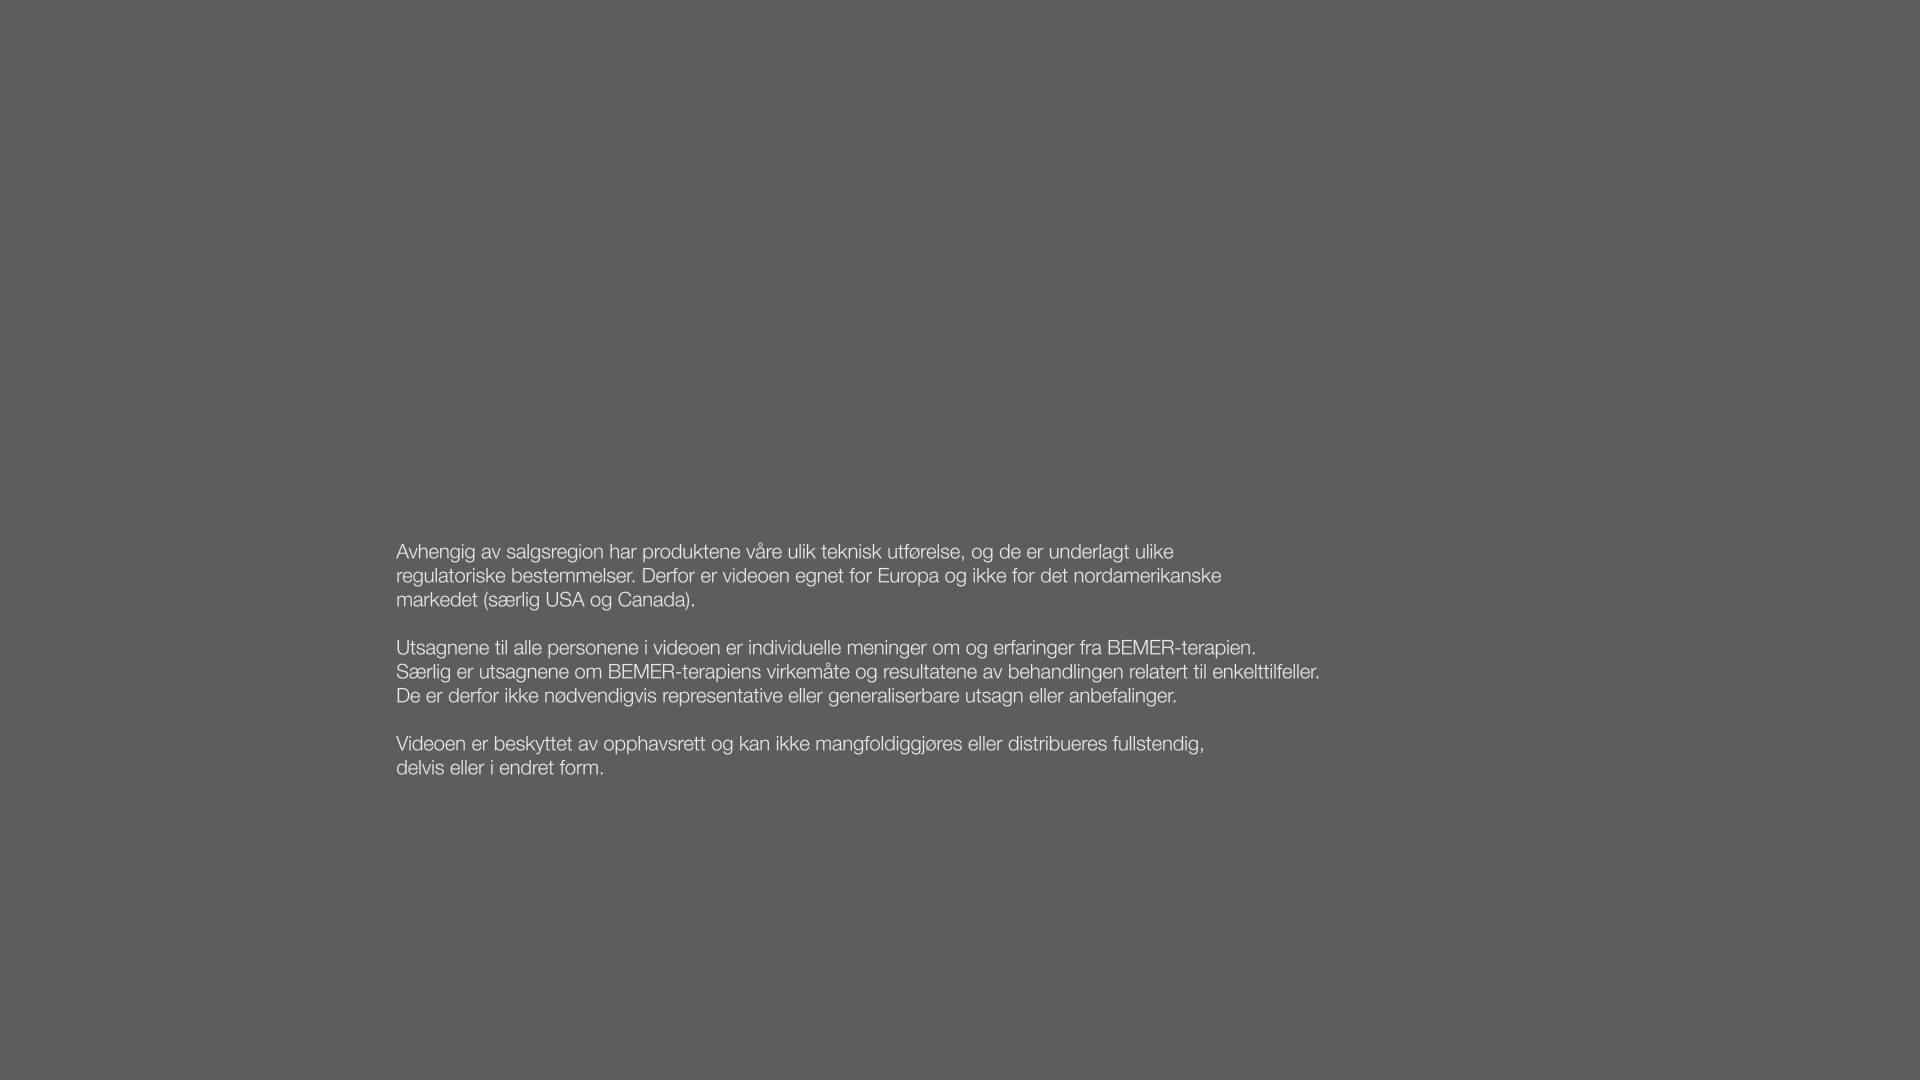 Avhengig av salgsregion har produktene våre ulik teknisk utførelse, og de er underlagt ulike
regulatoriske bestemmelser. Derfor er videoen egnet for Europa og ikke for det nordamerikanske
markedet (særlig USA og Canada).
Utsagnene til alle personene i videoen er individuelle meninger om og erfaringer fra BEMER-terapien.
Særlig er utsagnene om BEMER-terapiens virkemåte og resultatene av behandlingen relatert til enkelttilfeller.
De er derfor ikke nødvendigvis representative eller generaliserbare utsagn eller anbefalinger.
Videoen er beskyttet av opphavsrett og kan ikke mangfoldiggjøres eller distribueres fullstendig,
delvis eller i endret form.